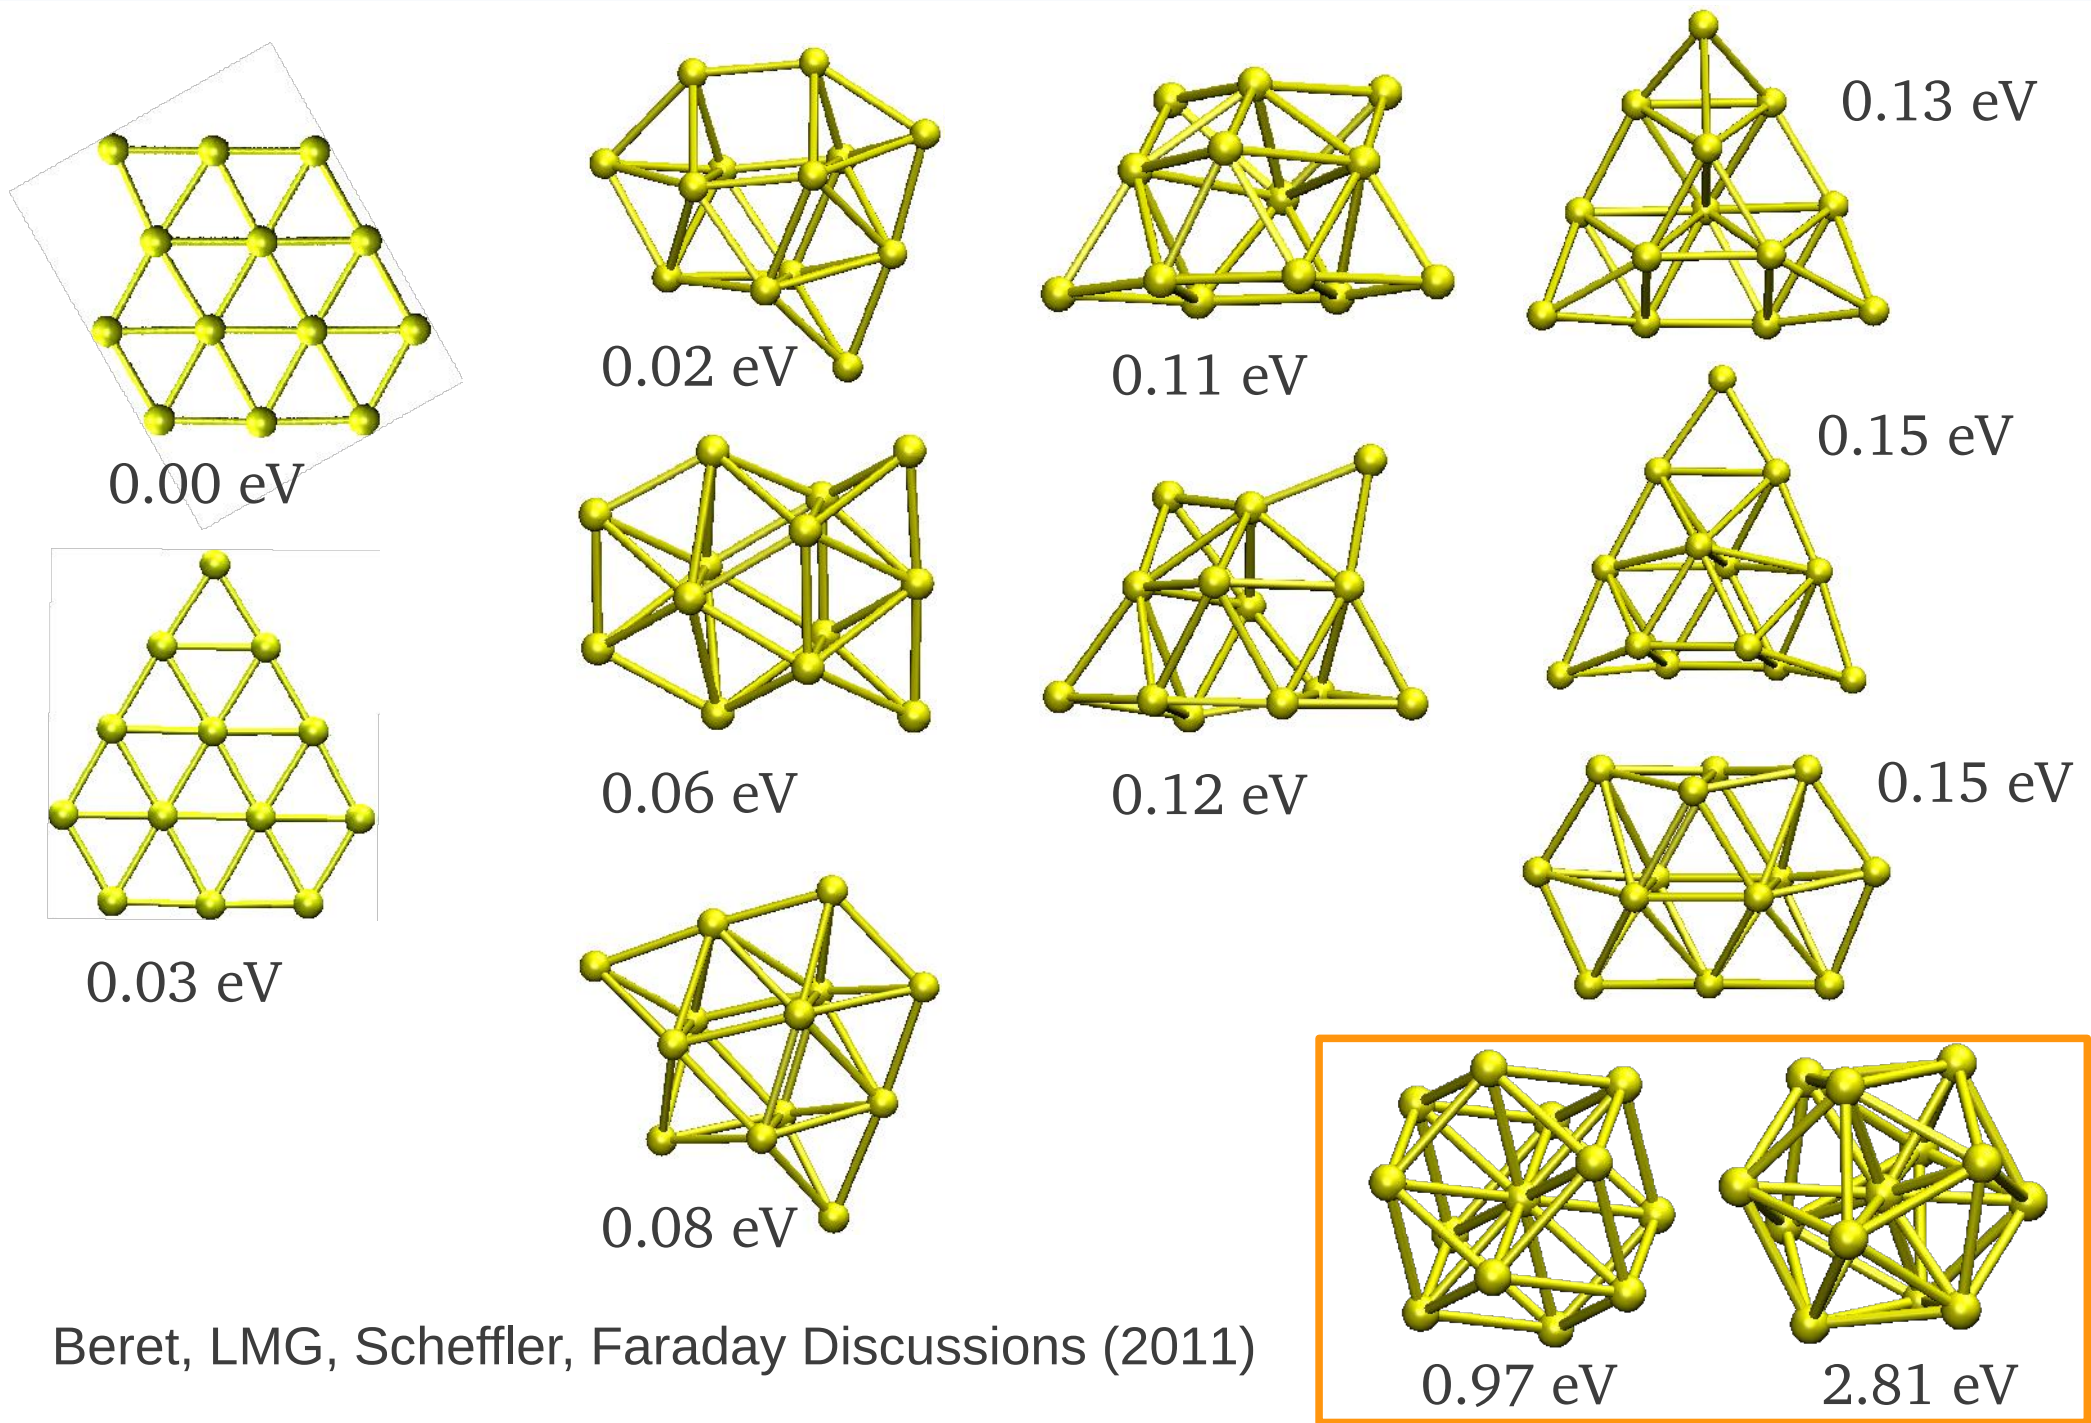 0.00 eV
0.03 eV
0.02 eV
0.06 eV
0.08 eV
0.11 eV
0.12 eV
0.13 eV
0.15 eV
0.15 eV
0.97 eV
2.81 eV
Beret, LMG, Scheffler, Faraday Discussions (2011)